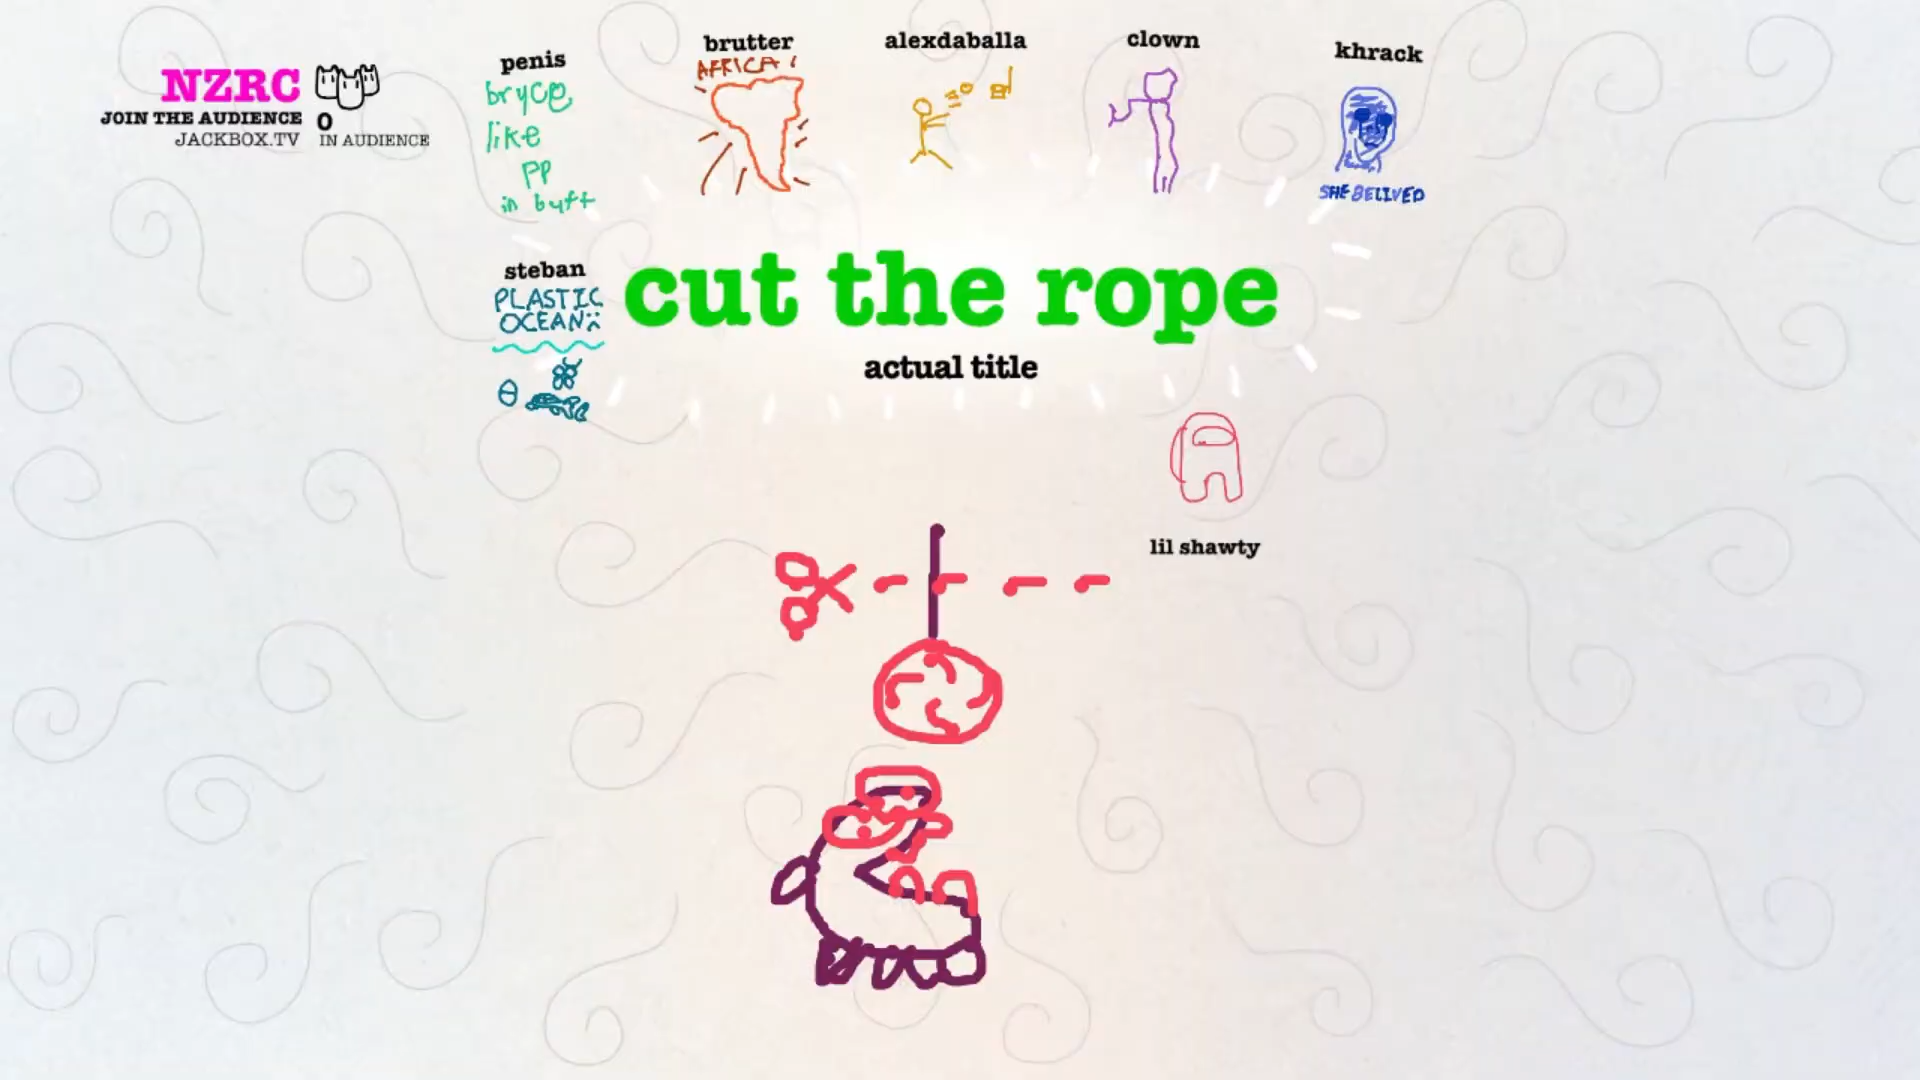 NZRC
JOIN THE AUDIENCE
JACKBOX.TV
0
IN AUDIENCE
penis
bryce
like
PP
in butt
brutter
AFRICA!
alexdaballa
clown
khrack
SHE BELIVED
steban
PLASTIC
OCEAN
cut the rope
actual title
lil shawty